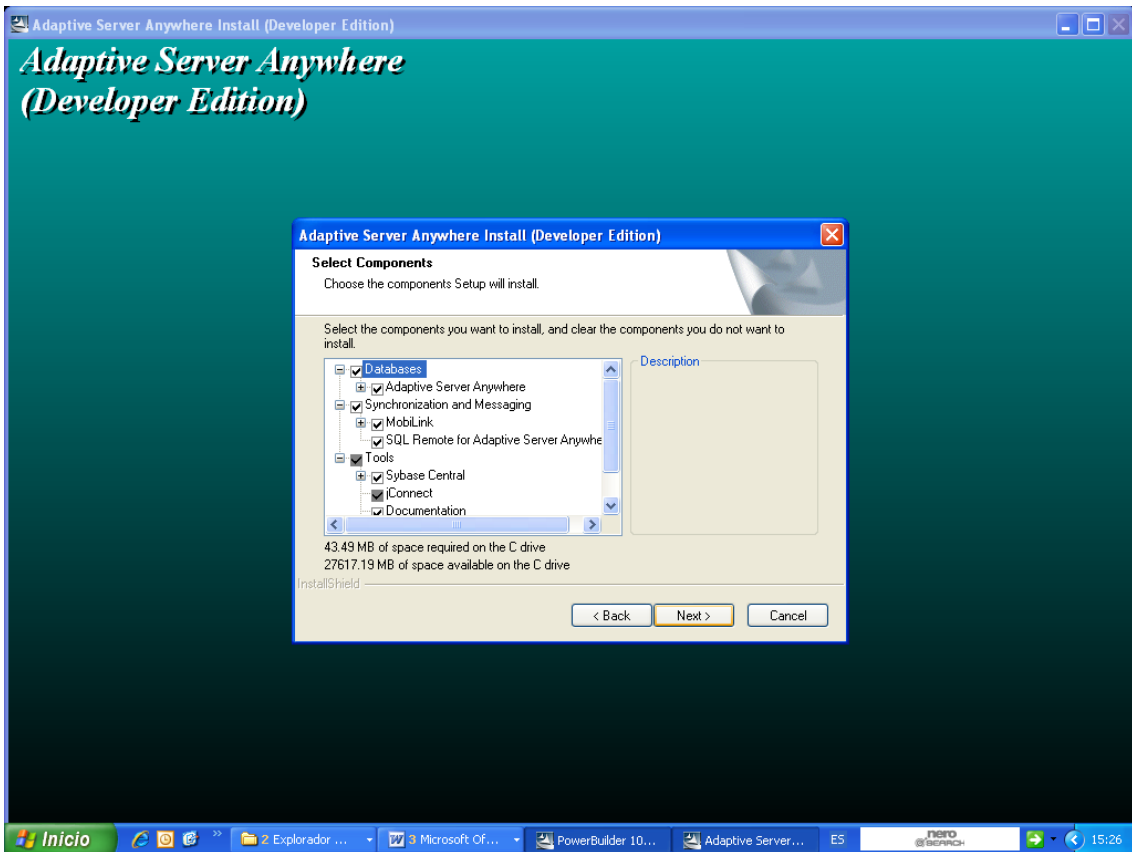 Adaptive Server Anywhere Install (Developer Edition)
Adaptive Server Anywhere
(Developer Edition)
Adaptive Server Anywhere Install (Developer Edition)
Select Components
Choose the components Setup will install.
Select the components you want to install, and clear the components you do not want to
install.
Databases
Adaptive Server Anywhere
Synchronization and Messaging
MobiLink
SQL Remote for Adaptive Server Anywhe
Tools
Sybase Central
jConnect
Documentation
Description
43.49 MB of space required on the C drive
27617.19 MB of space available on the C drive
InstallShield
< Back Next > Cancel
Inicio » 2 Explorador ... 3 Microsoft Of... PowerBuilder 10... Adaptive Server... ES nero SEARCH 15:26